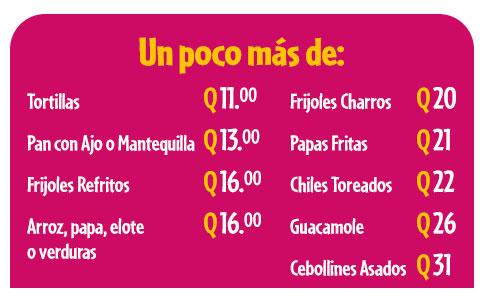 Un poco más de:
Tortillas Q11.00
Pan con Ajo o Mantequilla Q13.00
Frijoles Refritos Q16.00
Arroz, papa, elote Q16.00
o verduras
Frijoles Charros Q20
Papas Fritas Q21
Chiles Toreados Q22
Guacamole Q26
Cebollines Asados Q31